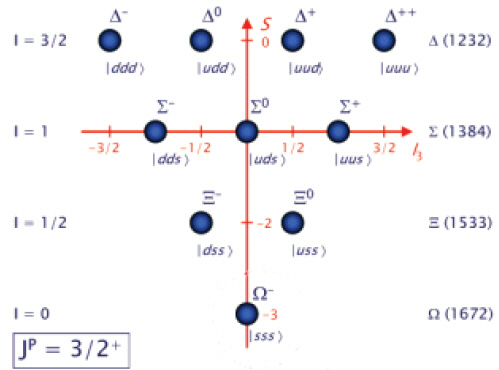 Δ⁻ Δ⁰ S Δ⁺ Δ⁺⁺
I = 3/2 0 Δ (1232)
|ddd⟩ |udd⟩ |uud⟩ |uuu⟩
Σ⁻ Σ⁰ Σ⁺
I = 1 Σ (1384)
-3/2 -1/2 1/2 3/2 I₃
|dds⟩ |uds⟩ |uus⟩
Ξ⁻ Ξ⁰
I = 1/2 -2 Ξ (1533)
|dss⟩ |uss⟩
Ω⁻
I = 0 -3 Ω (1672)
|sss⟩
Jᴾ = 3/2⁺